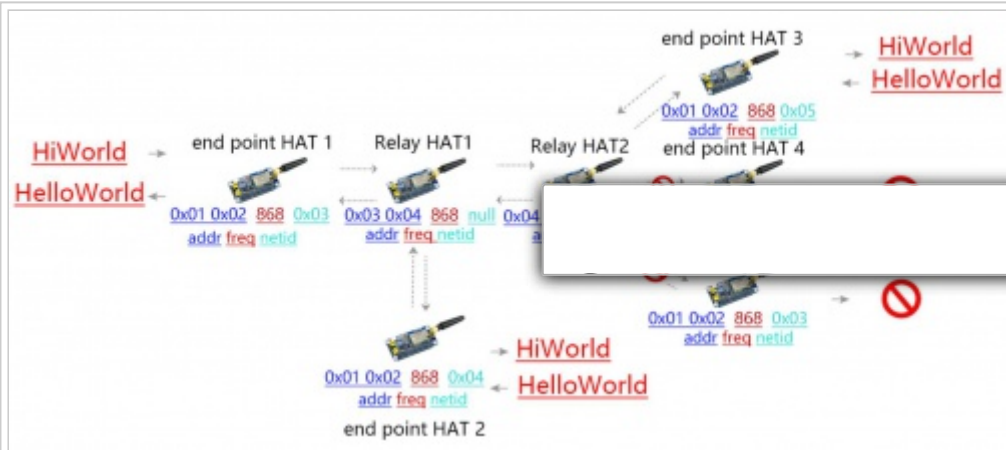 end point HAT 3
HiWorld
HelloWorld
0x01 0x02 868 0x05
addr freq netid
HiWorld
HelloWorld
end point HAT 1
0x01 0x02 868 0x03
addr freq netid
Relay HAT1
0x03 0x04 868 null
addr freq netid
Relay HAT2
0x04
end point HAT 4
0x01 0x02 868 0x03
addr freq netid
HiWorld
HelloWorld
0x01 0x02 868 0x04
addr freq netid
end point HAT 2